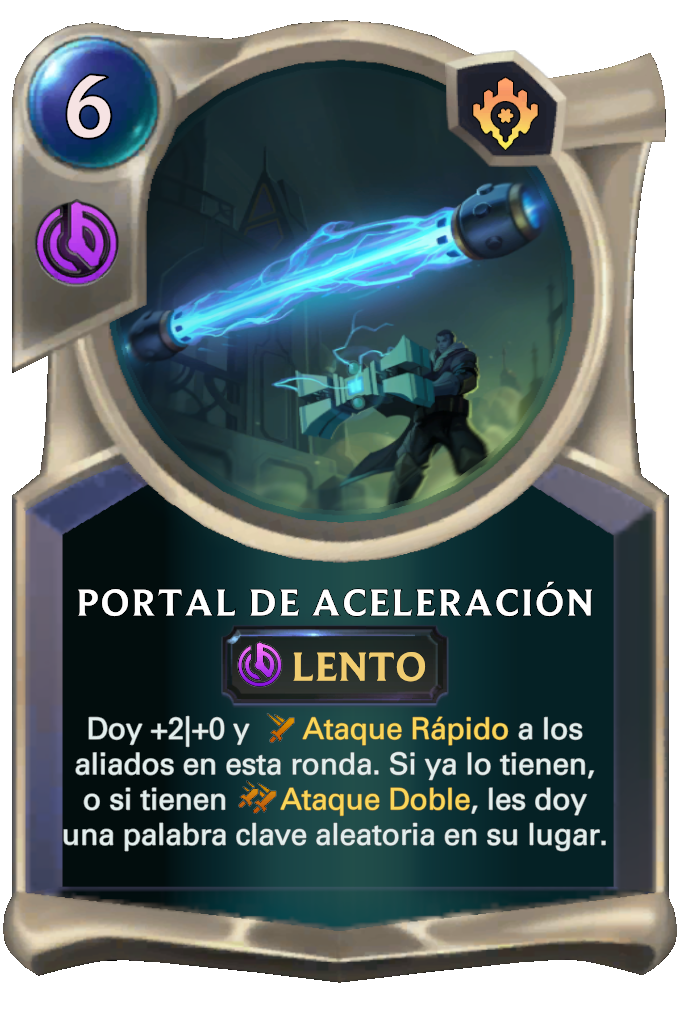 6
PORTAL DE ACELERACIÓN
LENTO
Doy +2|+0 y Ataque Rápido a los
aliados en esta ronda. Si ya lo tienen,
o si tienen Ataque Doble, les doy
una palabra clave aleatoria en su lugar.